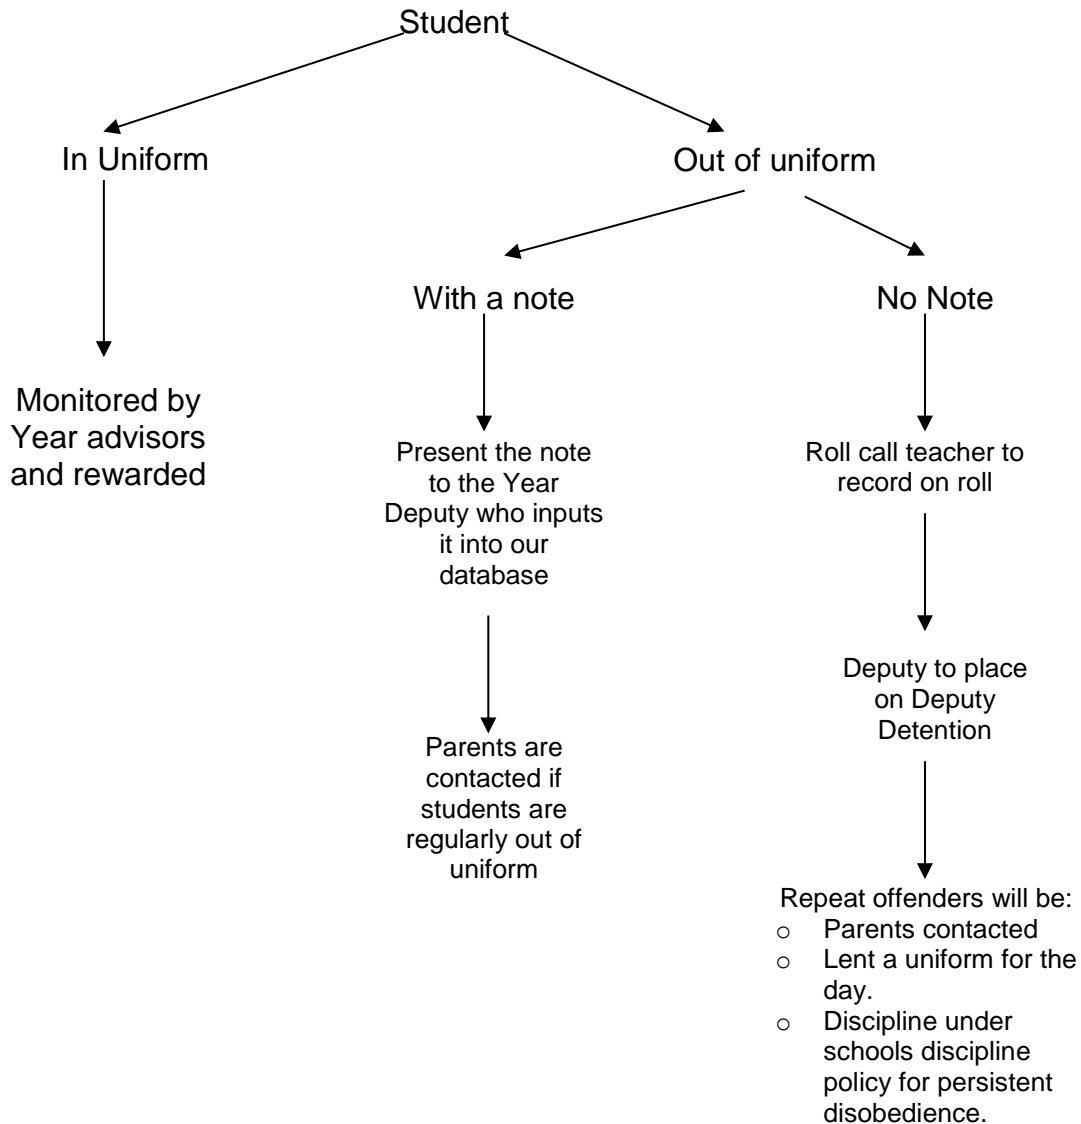 Student
In Uniform
Out of uniform
With a note
No Note
Monitored by
Year advisors
and rewarded
Present the note
to the Year
Deputy who inputs
it into our
database
Roll call teacher to
record on roll
Deputy to place
on Deputy
Detention
Parents are
contacted if
students are
regularly out of
uniform
Repeat offenders will be:
o Parents contacted
o Lent a uniform for the
day.
o Discipline under
schools discipline
policy for persistent
disobedience.